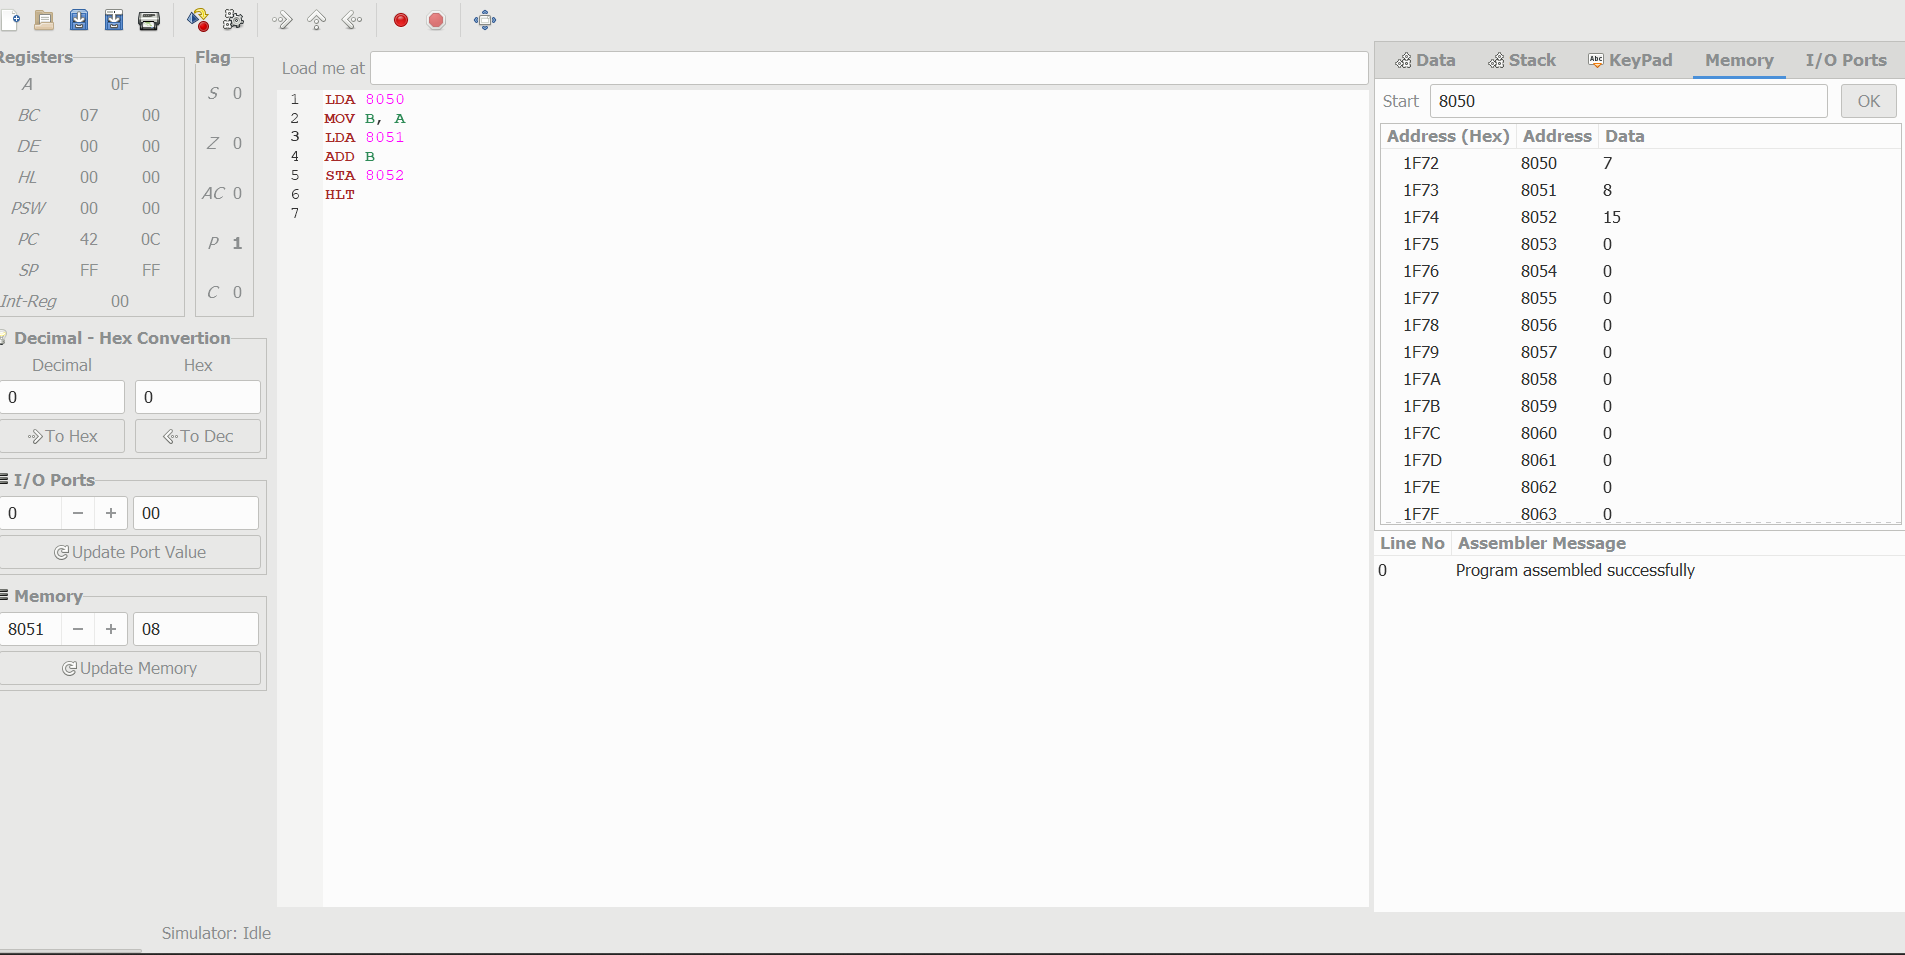 Registers
A 0F
BC 07 00
DE 00 00
HL 00 00
PSW 00 00
PC 42 0C
SP FF FF
Int-Reg 00
Flag
S 0
Z 0
AC 0
P 1
C 0
Decimal - Hex Convertion
Decimal Hex
0 0
To Hex To Dec
I/O Ports
0 − + 00
Update Port Value
Memory
8051 − + 08
Update Memory
Load me at
1 LDA 8050
2 MOV B, A
3 LDA 8051
4 ADD B
5 STA 8052
6 HLT
7
Data Stack Abc KeyPad Memory I/O Ports
Start 8050 OK
Address (Hex) Address Data
1F72 8050 7
1F73 8051 8
1F74 8052 15
1F75 8053 0
1F76 8054 0
1F77 8055 0
1F78 8056 0
1F79 8057 0
1F7A 8058 0
1F7B 8059 0
1F7C 8060 0
1F7D 8061 0
1F7E 8062 0
1F7F 8063 0
Line No Assembler Message
0 Program assembled successfully
Simulator: Idle